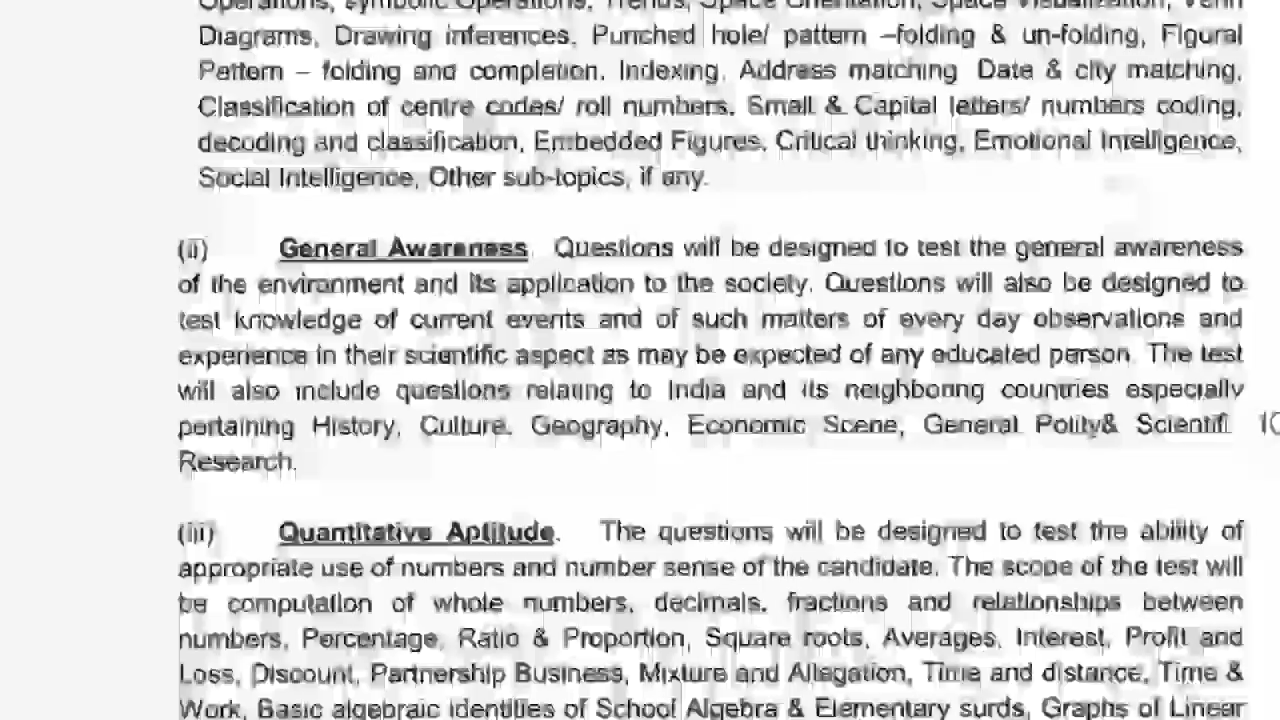 Operations, Symbolic Operations, Trends, Space Orientation, Space Visualization, Venn
Diagrams, Drawing inferences, Punched hole/ pattern –folding & un-folding, Figural
Pattern – folding and completion, Indexing, Address matching Date & city matching,
Classification of centre codes/ roll numbers, Small & Capital letters/ numbers coding,
decoding and classification, Embedded Figures, Critical thinking, Emotional Intelligence,
Social Intelligence, Other sub-topics, if any.
(ii) General Awareness. Questions will be designed to test the general awareness
of the environment and its application to the society. Questions will also be designed to
test knowledge of current events and of such matters of every day observations and
experience in their scientific aspect as may be expected of any educated person. The test
will also include questions relating to India and its neighboring countries especially
pertaining History, Culture, Geography, Economic Scene, General Polity& Scientifi 10
Research.
(iii) Quantitative Aptitude. The questions will be designed to test the ability of
appropriate use of numbers and number sense of the candidate. The scope of the test will
be computation of whole numbers, decimals, fractions and relationships between
numbers, Percentage, Ratio & Proportion, Square roots, Averages, Interest, Profit and
Loss, Discount, Partnership Business, Mixture and Allegation, Time and distance, Time &
Work, Basic algebraic identities of School Algebra & Elementary surds, Graphs of Linear